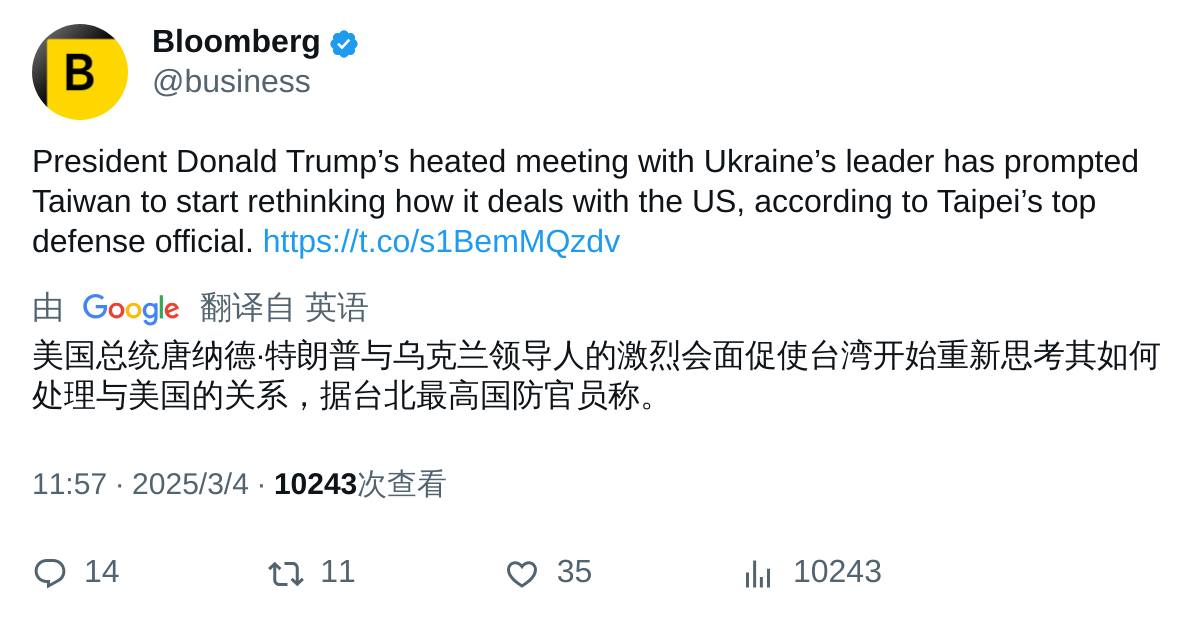 B
Bloomberg
@business
President Donald Trump’s heated meeting with Ukraine’s leader has prompted
Taiwan to start rethinking how it deals with the US, according to Taipei’s top
defense official. https://t.co/s1BemMQzdv
由 Google 翻译自 英语
美国总统唐纳德·特朗普与乌克兰领导人的激烈会面促使台湾开始重新思考其如何
处理与美国的关系，据台北最高国防官员称。
11:57 · 2025/3/4 · 10243次查看
14 11 35 10243